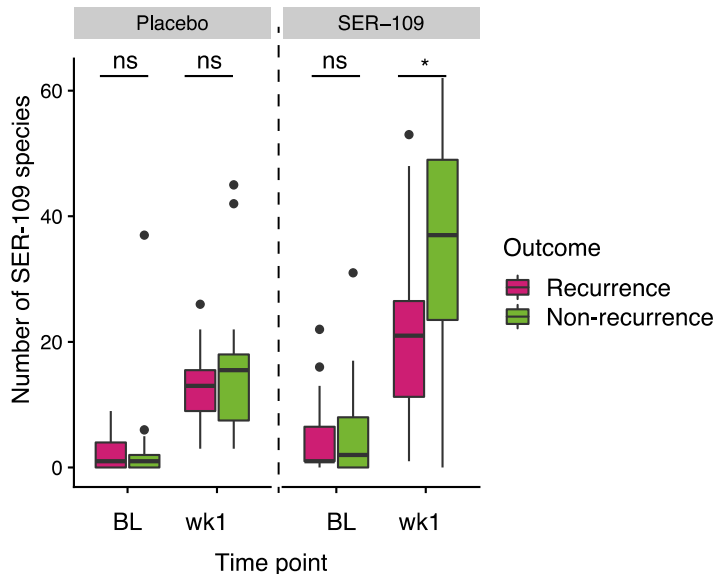 Placebo
SER–109
ns
ns
ns
*
Number of SER-109 species
60
40
20
0
BL
wk1
BL
wk1
Time point
Outcome
Recurrence
Non-recurrence